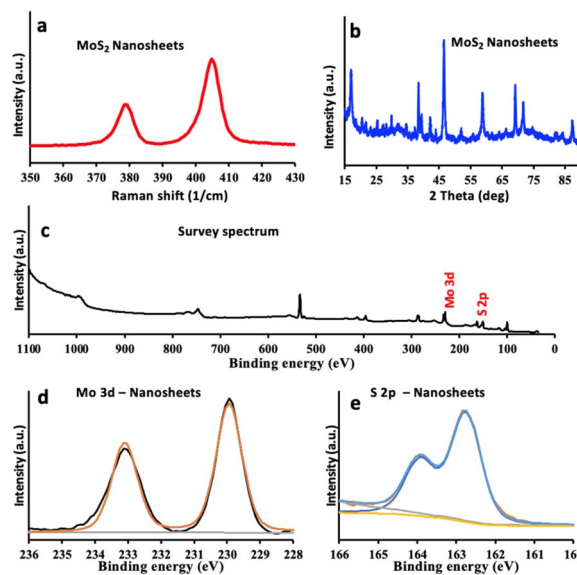 a
MoS₂ Nanosheets
Intensity (a.u.)
350 360 370 380 390 400 410 420 430
Raman shift (1/cm)
b
MoS₂ Nanosheets
Intensity (a.u.)
15 25 35 45 55 65 75 85
2 Theta (deg)
c
Survey spectrum
Intensity (a.u.)
Mo 3d
S 2p
1100 1000 900 800 700 600 500 400 300 200 100 0
Binding energy (eV)
d
Mo 3d – Nanosheets
Intensity (a.u.)
236 235 234 233 232 231 230 229 228
Binding energy (eV)
e
S 2p – Nanosheets
Intensity (a.u.)
166 165 164 163 162 161 16
Binding energy (eV)